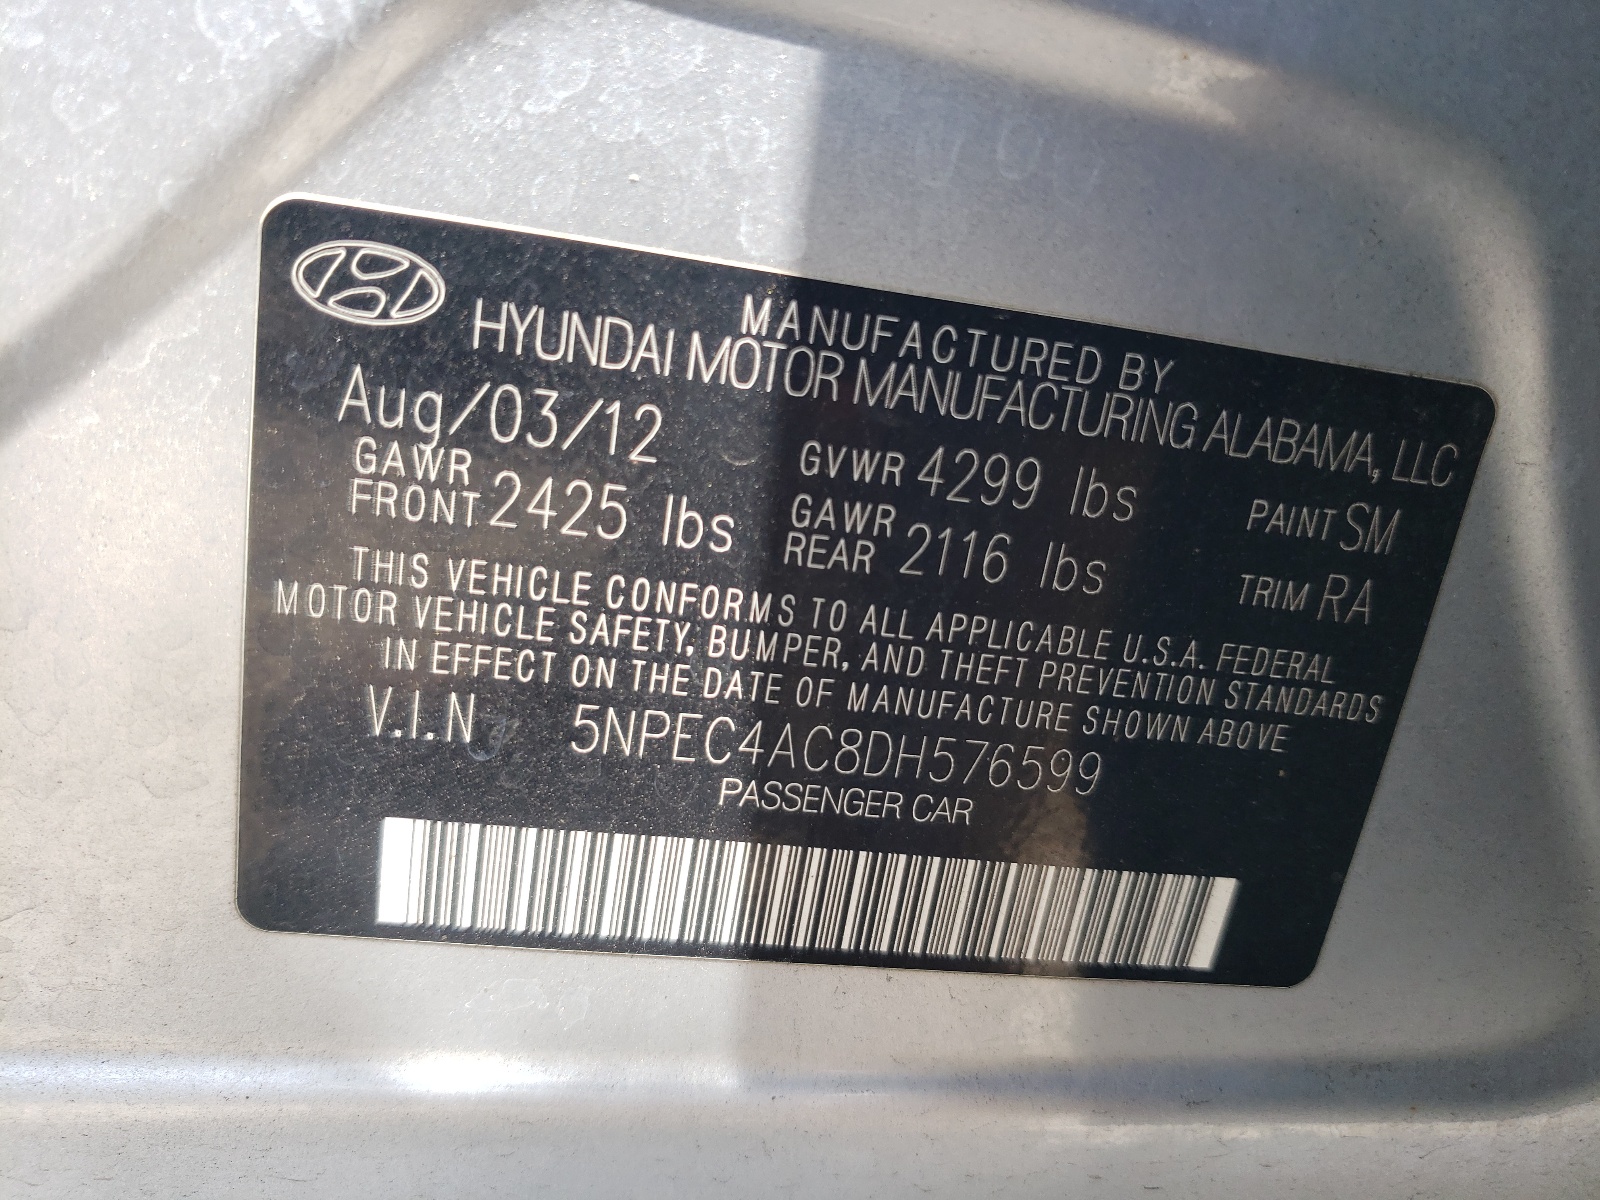 MANUFACTURED BY
HYUNDAI MOTOR MANUFACTURING ALABAMA, LLC
Aug/03/12 GVWR 4299 lbs PAINT SM
GAWR FRONT 2425 lbs GAWR REAR 2116 lbs TRIM RA
THIS VEHICLE CONFORMS TO ALL APPLICABLE U.S.A. FEDERAL
MOTOR VEHICLE SAFETY, BUMPER, AND THEFT PREVENTION STANDARDS
IN EFFECT ON THE DATE OF MANUFACTURE SHOWN ABOVE
V.I.N 5NPEC4AC8DH576599
PASSENGER CAR